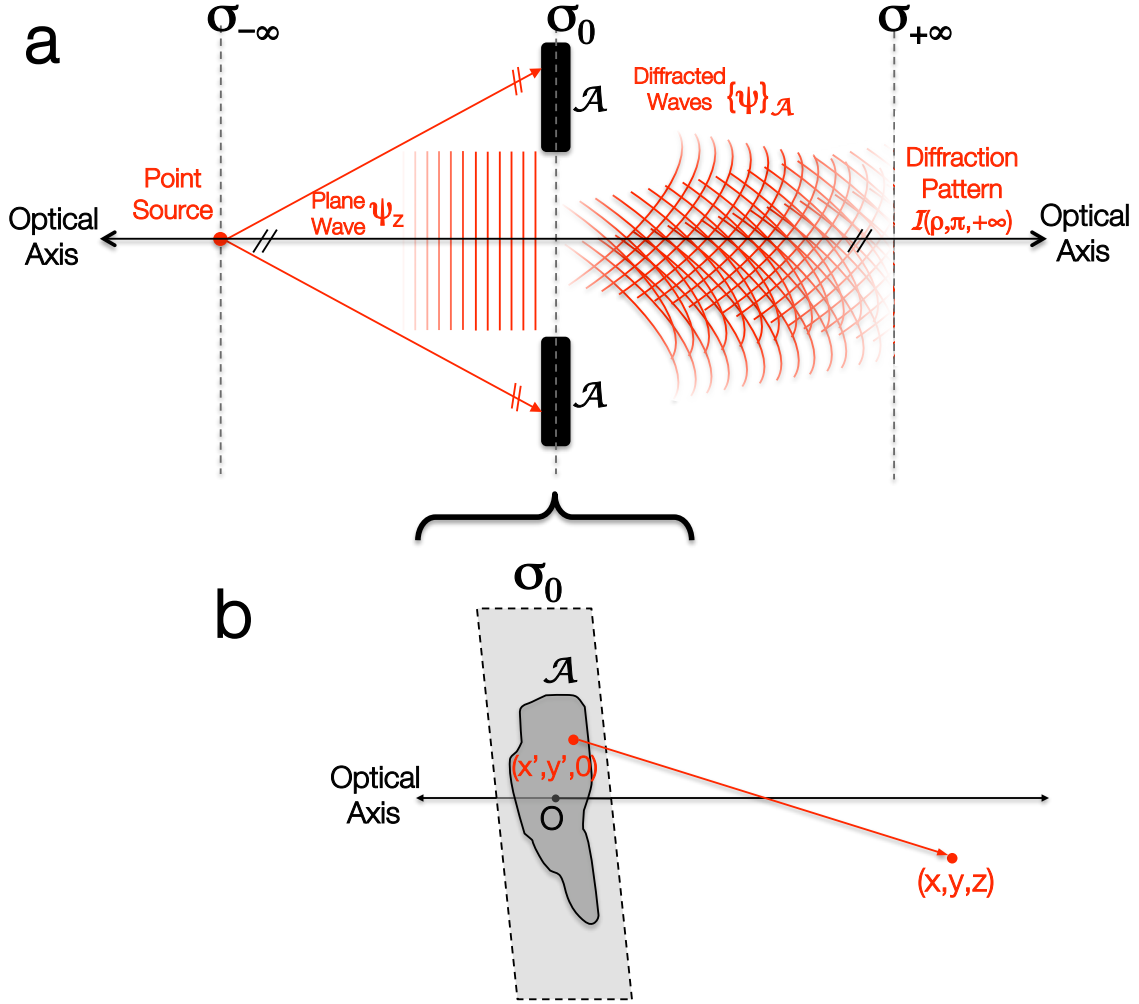 a
σ₋∞
σ₀
σ₊∞
𝒜
Diffracted
Waves {ψ}𝒜
Point
Source
Plane
Wave ψz
Diffraction
Pattern
I(ρ,π,+∞)
Optical
Axis
Optical
Axis
𝒜
b
σ₀
𝒜
(x',y',0)
Optical
Axis
O
(x,y,z)